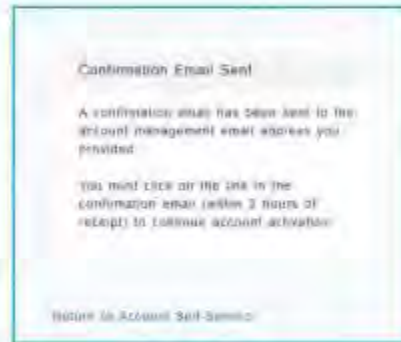 Confirmation Email Sent
A confirmation email has been sent to the
account management email address you
provided
You must click on the link in the
confirmation email (within 3 hours of
receipt) to continue account activation
Return to Account Self-Service